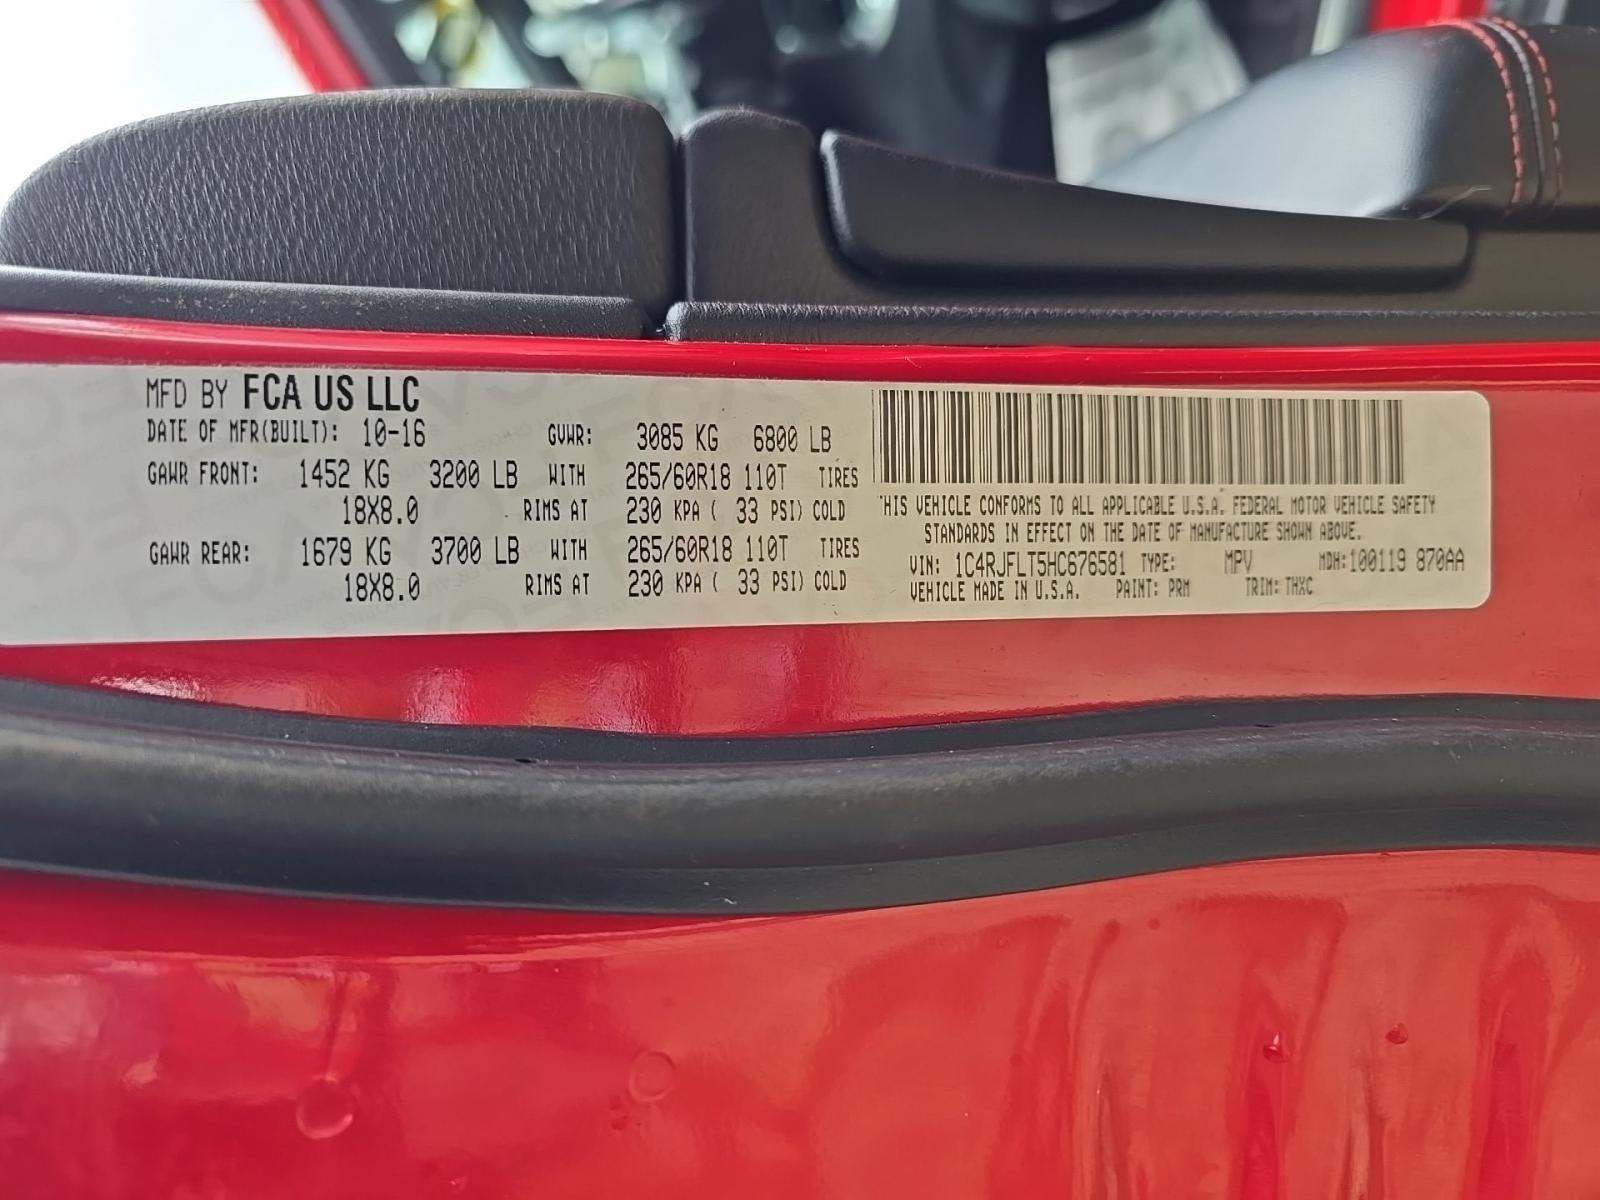 MFD BY FCA US LLC
DATE OF MFR(BUILT): 10-16 GVWR: 3085 KG 6800 LB
GAWR FRONT: 1452 KG 3200 LB WITH 265/60R18 110T TIRES
18X8.0 RIMS AT 230 KPA ( 33 PSI) COLD
GAWR REAR: 1679 KG 3700 LB WITH 265/60R18 110T TIRES
18X8.0 RIMS AT 230 KPA ( 33 PSI) COLD
THIS VEHICLE CONFORMS TO ALL APPLICABLE U.S.A. FEDERAL MOTOR VEHICLE SAFETY
STANDARDS IN EFFECT ON THE DATE OF MANUFACTURE SHOWN ABOVE.
VIN: 1C4RJFLT5HC676581 TYPE: MPV MDH:100119 870AA
VEHICLE MADE IN U.S.A. PAINT: PRM TRIM: THXC